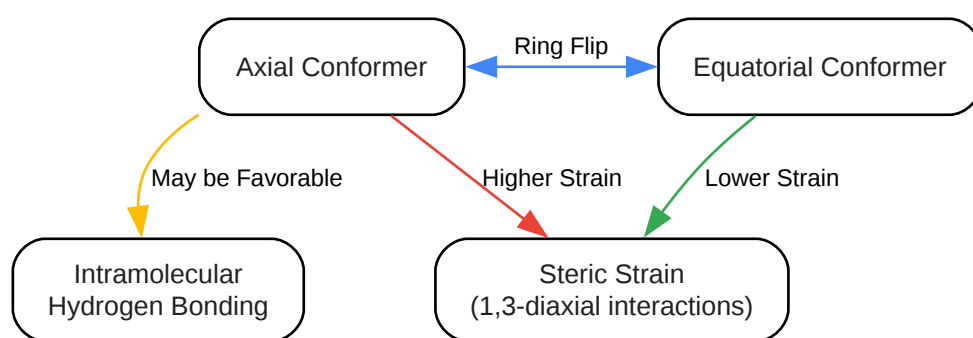 Ring Flip
Axial Conformer
Equatorial Conformer
May be Favorable
Higher Strain
Lower Strain
Intramolecular
Hydrogen Bonding
Steric Strain
(1,3-diaxial interactions)